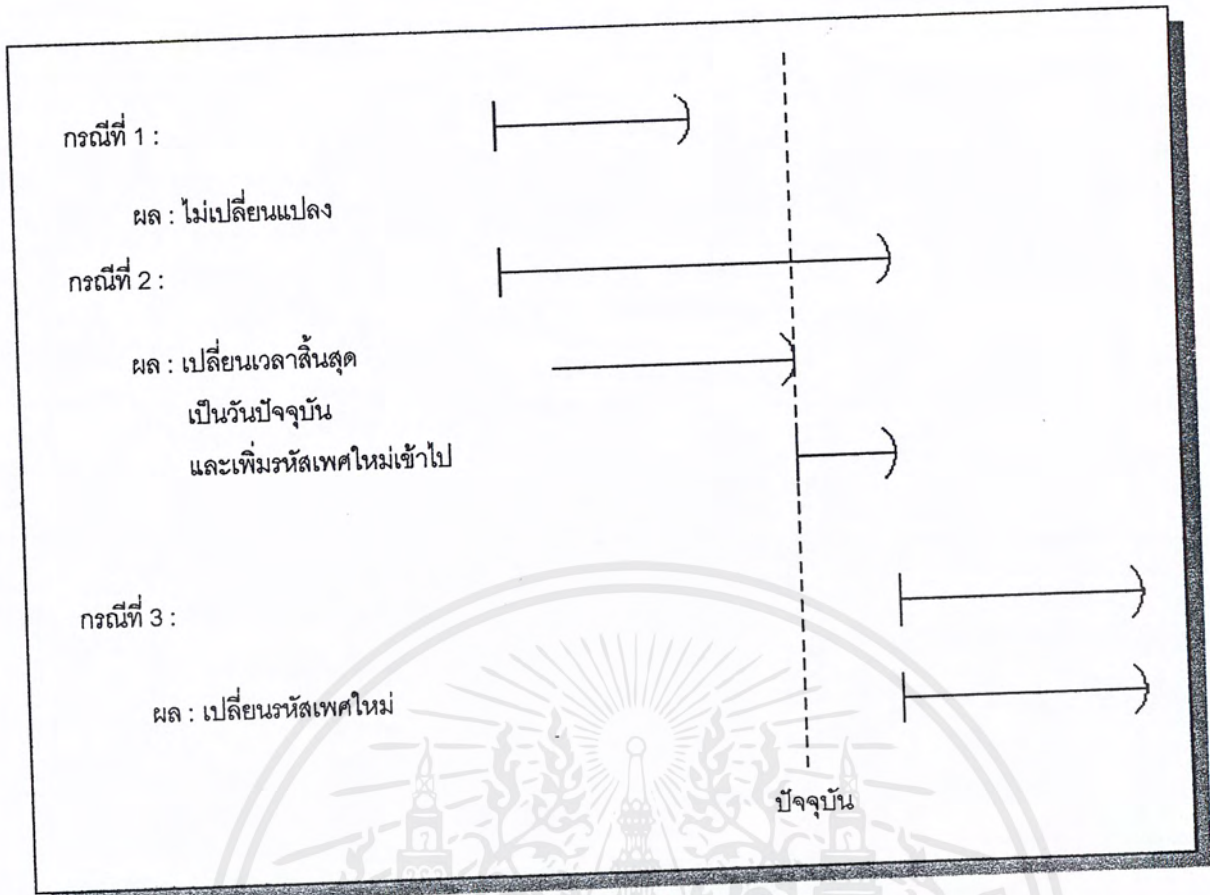 กรณีที่ 1 :
ผล : ไม่เปลี่ยนแปลง
กรณีที่ 2 :
ผล : เปลี่ยนเวลาสิ้นสุด
เป็นวันปัจจุบัน
และเพิ่มรหัสเพศใหม่เข้าไป
กรณีที่ 3 :
ผล : เปลี่ยนรหัสเพศใหม่
ปัจจุบัน